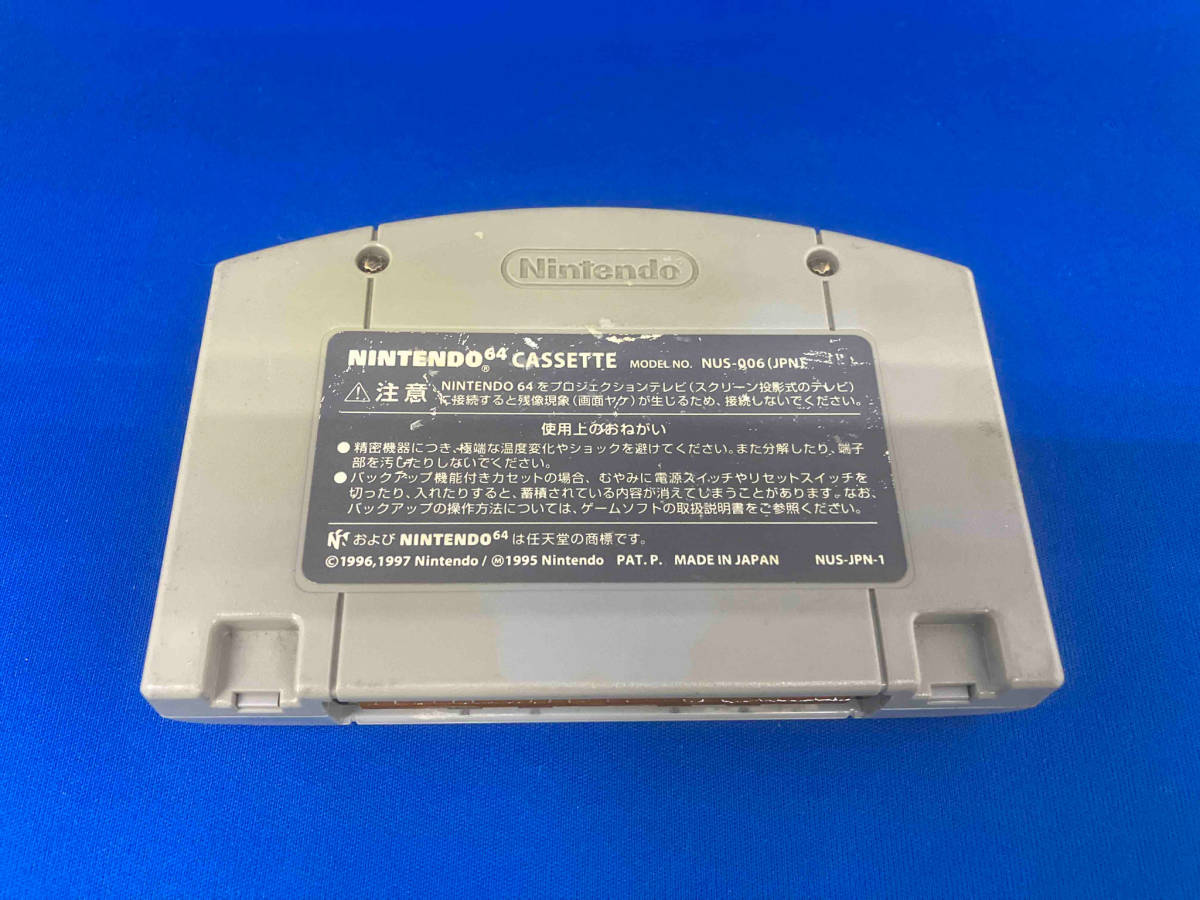 Nintendo
NINTENDO64® CASSETTE MODEL NO. NUS-006(JPN)
⚠注意 NINTENDO 64をプロジェクションテレビ(スクリーン投影式のテレビ)
に接続すると残像現象(画面ヤケ)が生じるため、接続しないでください。
使用上のおねがい
●精密機器につき、極端な温度変化やショックを避けてください。また分解したり、端子
部を汚したりしないでください。
●バックアップ機能付きカセットの場合、むやみに電源スイッチやリセットスイッチを
切ったり、入れたりすると、蓄積されている内容が消えてしまうことがあります。なお、
バックアップの操作方法については、ゲームソフトの取扱説明書をご参照ください。
および NINTENDO64は任天堂の商標です。
©1996,1997 Nintendo / Ⓜ1995 Nintendo PAT. P. MADE IN JAPAN NUS-JPN-1